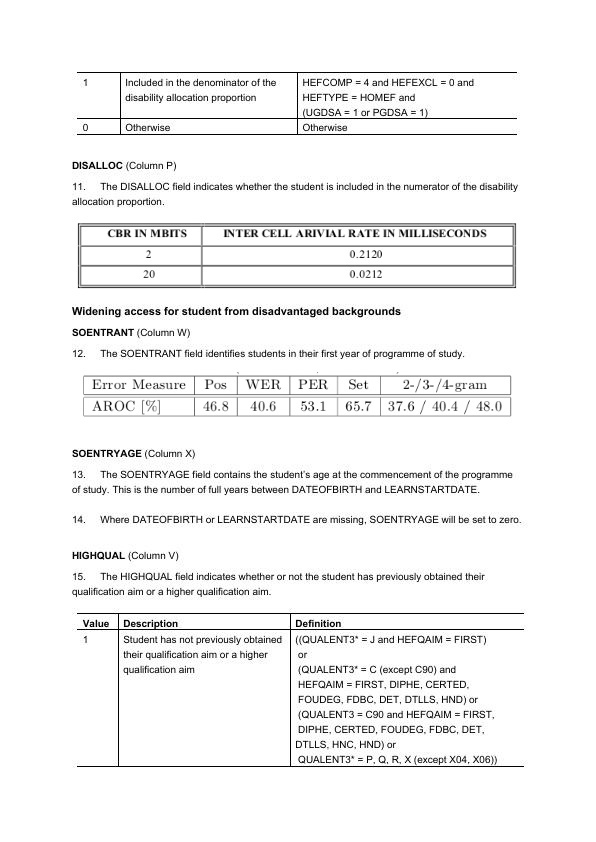 1 Included in the denominator of the HEFCOMP = 4 and HEFEXCL = 0 and
disability allocation proportion HEFTYPE = HOMEF and
(UGDSA = 1 or PGDSA = 1)
0 Otherwise Otherwise
DISALLOC (Column P)
11. The DISALLOC field indicates whether the student is included in the numerator of the disability
allocation proportion.
CBR IN MBITS INTER CELL ARIVIAL RATE IN MILLISECONDS
2 0.2120
20 0.0212
Widening access for student from disadvantaged backgrounds
SOENTRANT (Column W)
12. The SOENTRANT field identifies students in their first year of programme of study.
Error Measure Pos WER PER Set 2-/3-/4-gram
AROC [%] 46.8 40.6 53.1 65.7 37.6 / 40.4 / 48.0
SOENTRYAGE (Column X)
13. The SOENTRYAGE field contains the student's age at the commencement of the programme
of study. This is the number of full years between DATEOFBIRTH and LEARNSTARTDATE.
14. Where DATEOFBIRTH or LEARNSTARTDATE are missing, SOENTRYAGE will be set to zero.
HIGHQUAL (Column V)
15. The HIGHQUAL field indicates whether or not the student has previously obtained their
qualification aim or a higher qualification aim.
Value Description Definition
1 Student has not previously obtained ((QUALENT3* = J and HEFQAIM = FIRST)
their qualification aim or a higher or
qualification aim (QUALENT3* = C (except C90) and
HEFQAIM = FIRST, DIPHE, CERTED,
FOUDEG, FDBC, DET, DTLLS, HND) or
(QUALENT3 = C90 and HEFQAIM = FIRST,
DIPHE, CERTED, FOUDEG, FDBC, DET,
DTLLS, HNC, HND) or
QUALENT3* = P, Q, R, X (except X04, X06))